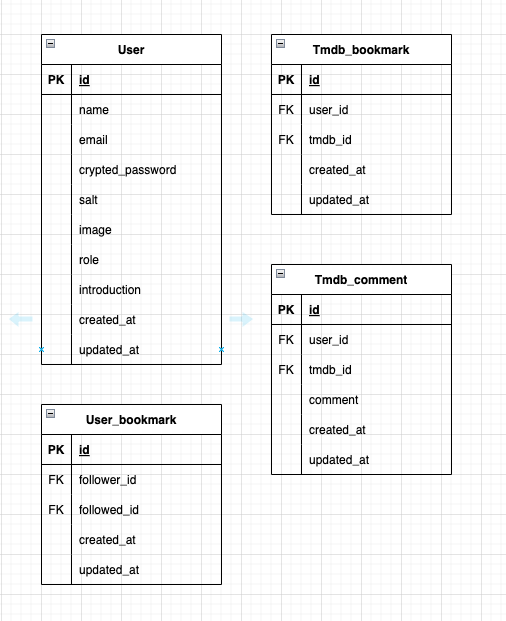 User
PK id
name
email
crypted_password
salt
image
role
introduction
created_at
updated_at
User_bookmark
PK id
FK follower_id
FK followed_id
created_at
updated_at
Tmdb_bookmark
PK id
FK user_id
FK tmdb_id
created_at
updated_at
Tmdb_comment
PK id
FK user_id
FK tmdb_id
comment
created_at
updated_at